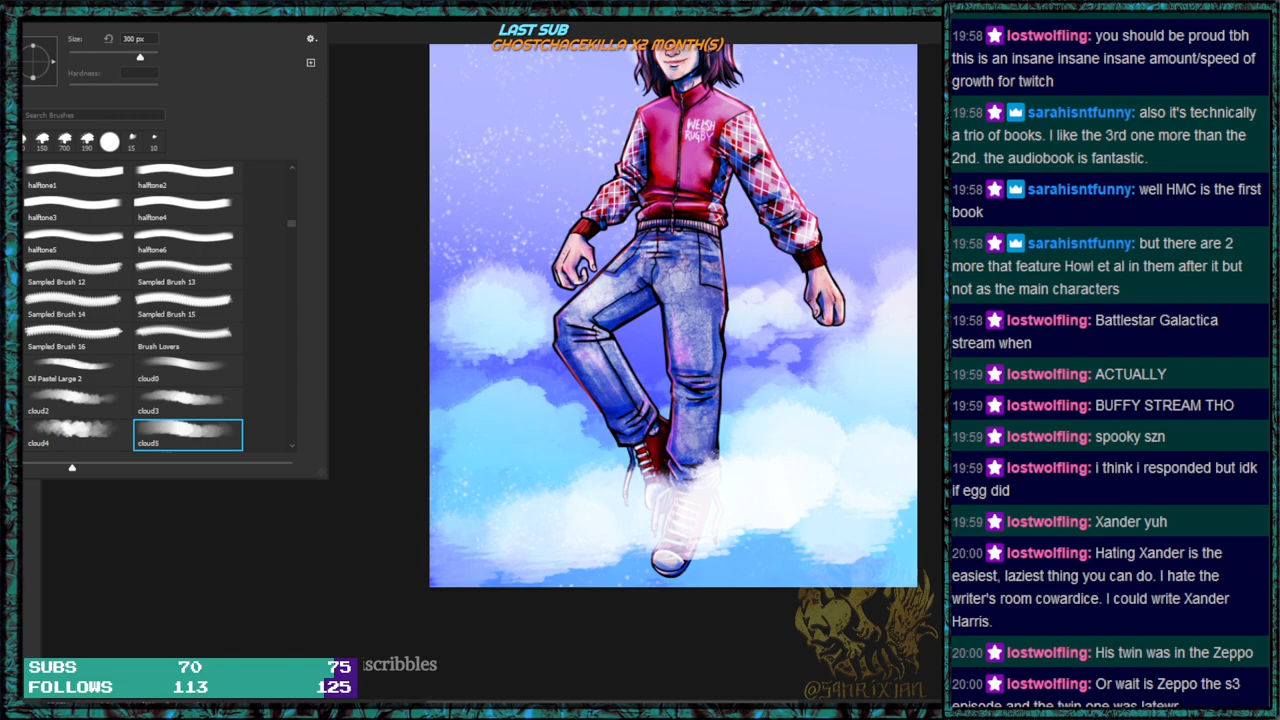 LAST SUB
GHOSTCHACEKILLA X2 MONTH(S)
Size:
300 px
Hardness:
Search Brushes
150
700
190
15
10
halftone1
halftone2
halftone3
halftone4
halftone5
halftone6
Sampled Brush 12
Sampled Brush 13
Sampled Brush 14
Sampled Brush 15
Sampled Brush 16
Brush Lovers
Oil Pastel Large 2
cloud0
cloud2
cloud3
cloud4
cloud5
WELSH
RUGBY
SUBS 70 75
FOLLOWS 113 125
scribbles
@SAHRIXIAN
19:58 lostwolfling: you should be proud tbh
this is an insane insane insane amount/speed of
growth for twitch
19:58 sarahisntfunny: also it's technically
a trio of books. I like the 3rd one more than the
2nd. the audiobook is fantastic.
19:58 sarahisntfunny: well HMC is the first
book
19:58 sarahisntfunny: but there are 2
more that feature Howl et al in them after it but
not as the main characters
19:58 lostwolfling: Battlestar Galactica
stream when
19:59 lostwolfling: ACTUALLY
19:59 lostwolfling: BUFFY STREAM THO
19:59 lostwolfling: spooky szn
19:59 lostwolfling: i think i responded but idk
if egg did
19:59 lostwolfling: Xander yuh
20:00 lostwolfling: Hating Xander is the
easiest, laziest thing you can do. I hate the
writer's room cowardice. I could write Xander
Harris.
20:00 lostwolfling: His twin was in the Zeppo
20:00 lostwolfling: Or wait is Zeppo the s3
episode and the twin one was latewr